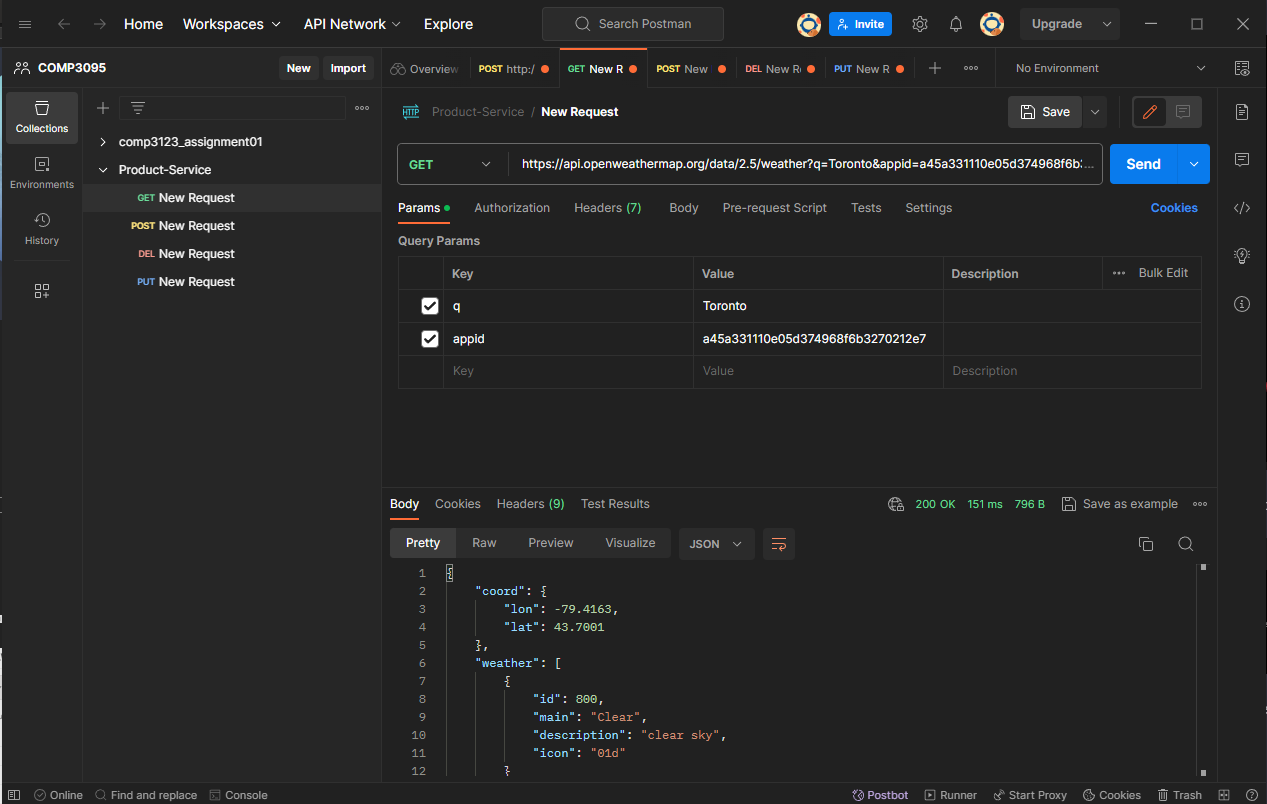 Home Workspaces API Network Explore Search Postman Invite Upgrade
COMP3095 New Import
Overview POST http:/ GET New R POST New DEL New R PUT New R No Environment
Collections
Environments
History
comp3123_assignment01
Product-Service
GET New Request
POST New Request
DEL New Request
PUT New Request
HTTP Product-Service / New Request Save
GET https://api.openweathermap.org/data/2.5/weather?q=Toronto&appid=a45a331110e05d374968f6b:... Send
Params Authorization Headers (7) Body Pre-request Script Tests Settings Cookies
Query Params
Key Value Description Bulk Edit
q Toronto
appid a45a331110e05d374968f6b3270212e7
Key Value Description
Body Cookies Headers (9) Test Results 200 OK 151 ms 796 B Save as example
Pretty Raw Preview Visualize JSON
1 {
2 "coord": {
3 "lon": -79.4163,
4 "lat": 43.7001
5 },
6 "weather": [
7 {
8 "id": 800,
9 "main": "Clear",
10 "description": "clear sky",
11 "icon": "01d"
12 }
Online Find and replace Console Postbot Runner Start Proxy Cookies Trash